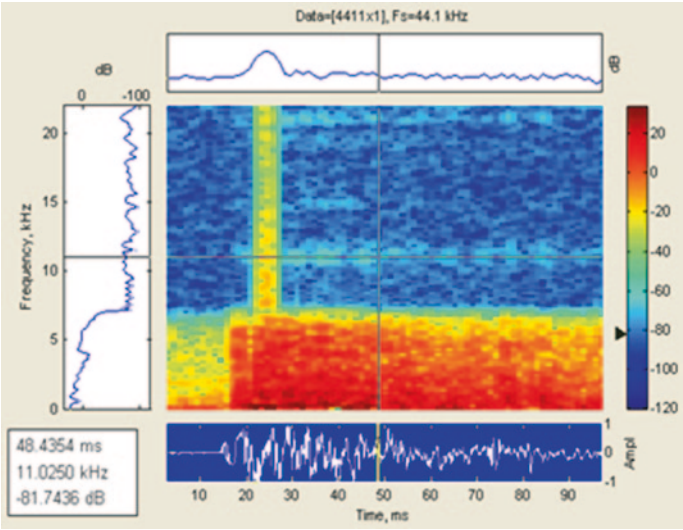 Data=[4411x1], Fs=44.1 kHz
dB
dB
0 -100
Frequency, kHz
20
15
10
5
0
20
0
-20
-40
-60
-80
-100
-120
48.4354 ms
11.0250 kHz
-81.7436 dB
1
0
-1
Ampl
10 20 30 40 50 60 70 80 90
Time, ms